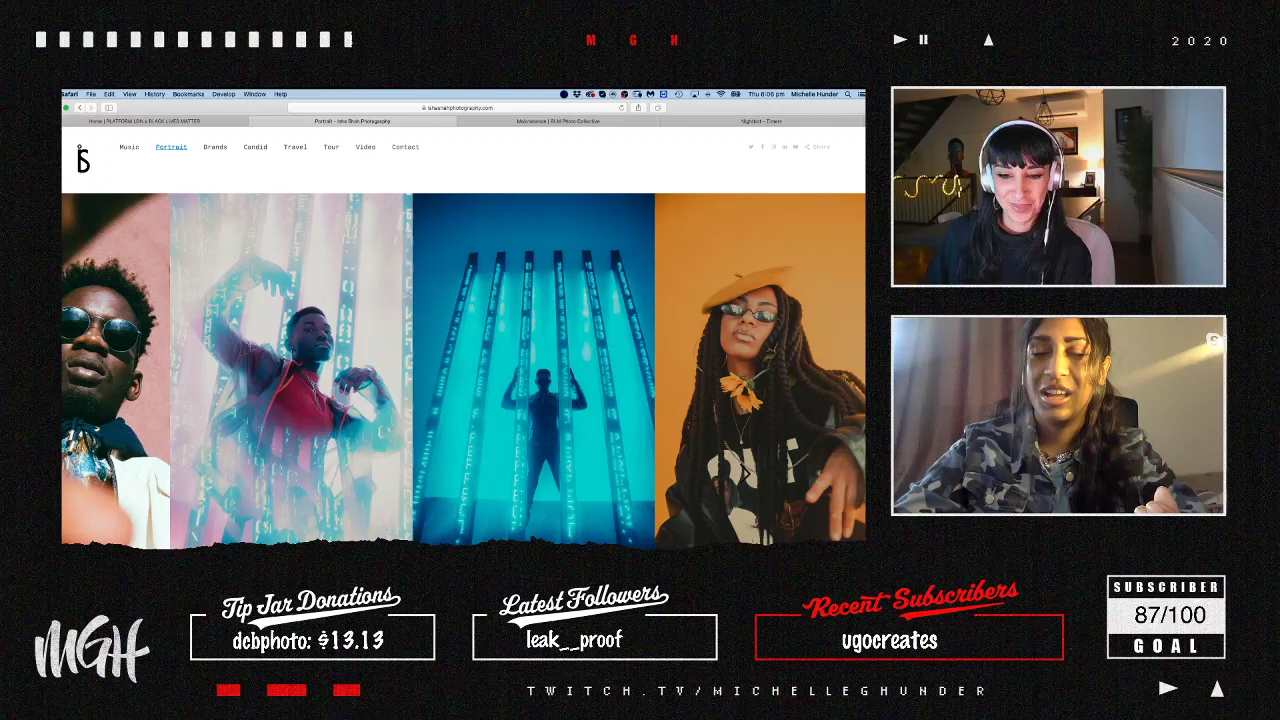 M G H
2020
Safari File Edit View History Bookmarks Develop Window Help
Thu 8:06 pm Michelle Hunder
ishashahphotography.com
Home | PLATFORM LDN x BLACK LIVES MATTER
Portrait - Isha Shah Photography
Maintenance | BLM Photo Collective
Nightbot - Timers
Music Portrait Brands Candid Travel Tour Video Contact
Share
Tip Jar Donations
dcbphoto: $13.13
Latest Followers
leak__proof
Recent Subscribers
ugocreates
SUBSCRIBER
87/100
GOAL
MGH
TWITCH.TV/MICHELLEGHUNDER